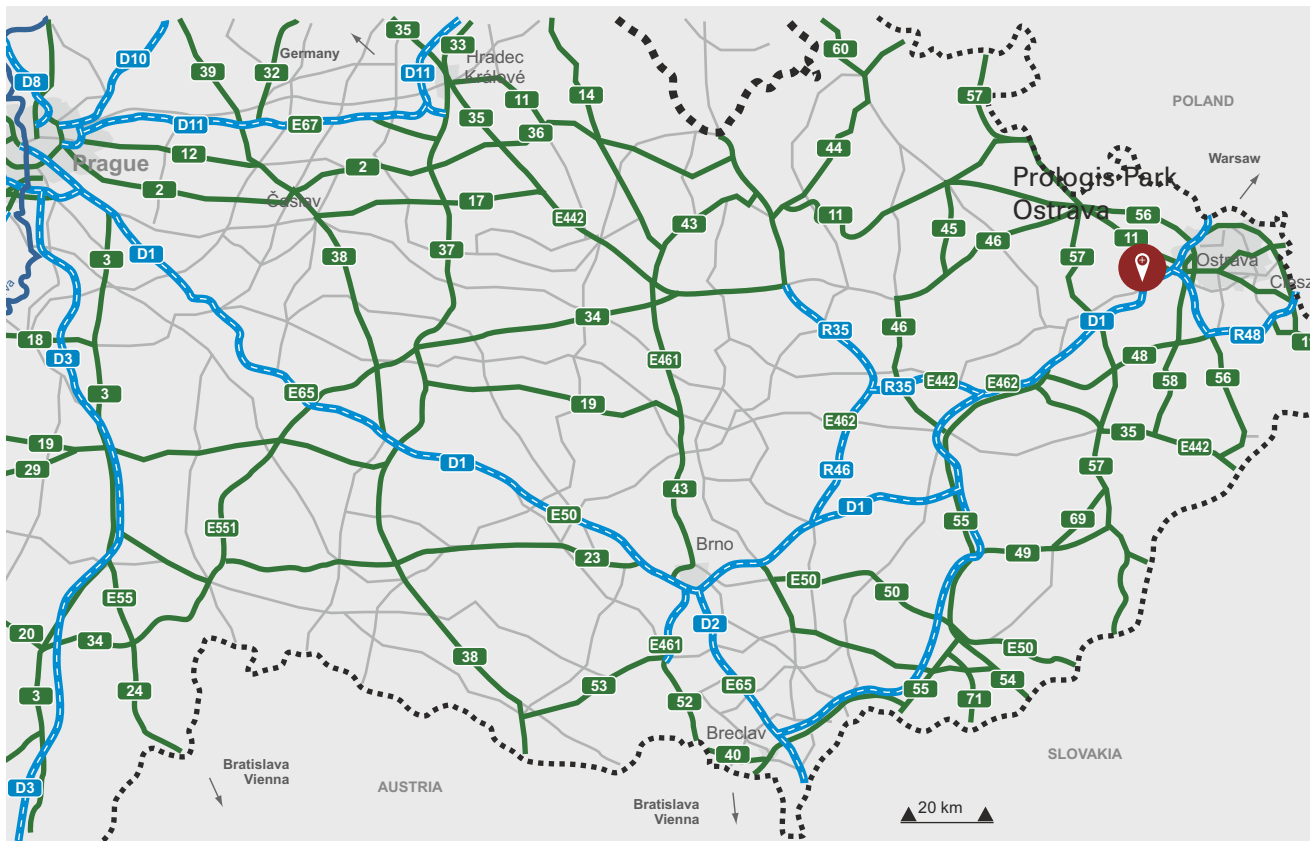 35
33
60
D10
39
32
Germany
D11
Hradec
Králové
D8
57
POLAND
11
14
35
D11
E67
36
12
Prague
2
44
Warsaw
2
Čáslav
17
E442
43
11
45
46
Prologis Park
Ostrava
56
11
57
Ostrava
3
D1
38
37
34
R35
46
D1
R48
18
D3
3
E65
E461
19
R35
E442
E462
48
58
56
E462
35
E442
19
29
D1
43
R46
D1
57
E551
E50
55
69
49
Brno
23
E50
50
E55
20
34
D2
E461
E50
38
53
E65
52
55
54
71
3
24
Breclav
40
SLOVAKIA
Bratislava
Vienna
AUSTRIA
D3
Bratislava
Vienna
20 km